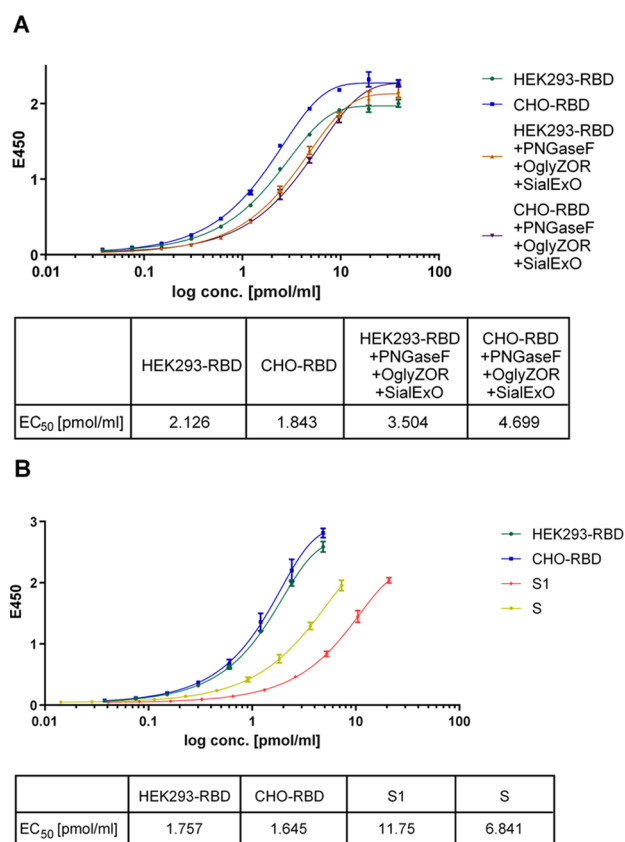 A
E450
2
1
0
0.01 0.1 1 10 100
log conc. [pmol/ml]
HEK293-RBD
CHO-RBD
HEK293-RBD
+PNGaseF
+OglyZOR
+SialExO
CHO-RBD
+PNGaseF
+OglyZOR
+SialExO
HEK293-RBD CHO-RBD HEK293-RBD +PNGaseF +OglyZOR +SialExO CHO-RBD +PNGaseF +OglyZOR +SialExO
EC50 [pmol/ml] 2.126 1.843 3.504 4.699
B
E450
3
2
1
0
0.01 0.1 1 10 100
log conc. [pmol/ml]
HEK293-RBD
CHO-RBD
S1
S
HEK293-RBD CHO-RBD S1 S
EC50 [pmol/ml] 1.757 1.645 11.75 6.841